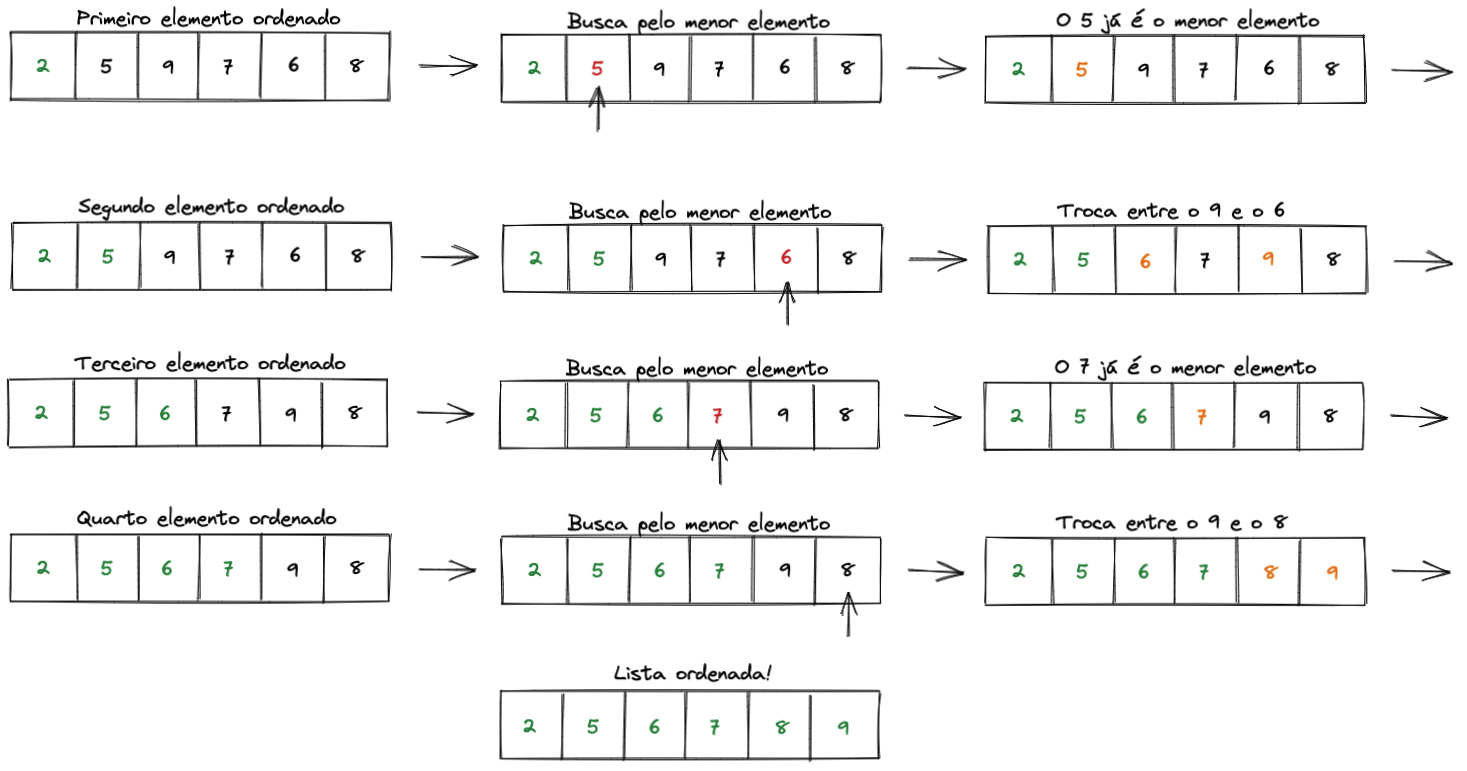 Primeiro elemento ordenado
Busca pelo menor elemento
O 5 já é o menor elemento
2 5 9 7 6 8
2 5 9 7 6 8
2 5 9 7 6 8
Segundo elemento ordenado
Busca pelo menor elemento
Troca entre o 9 e o 6
2 5 9 7 6 8
2 5 9 7 6 8
2 5 6 7 9 8
Terceiro elemento ordenado
Busca pelo menor elemento
O 7 já é o menor elemento
2 5 6 7 9 8
2 5 6 7 9 8
2 5 6 7 9 8
Quarto elemento ordenado
Busca pelo menor elemento
Troca entre o 9 e o 8
2 5 6 7 9 8
2 5 6 7 9 8
2 5 6 7 8 9
Lista ordenada!
2 5 6 7 8 9